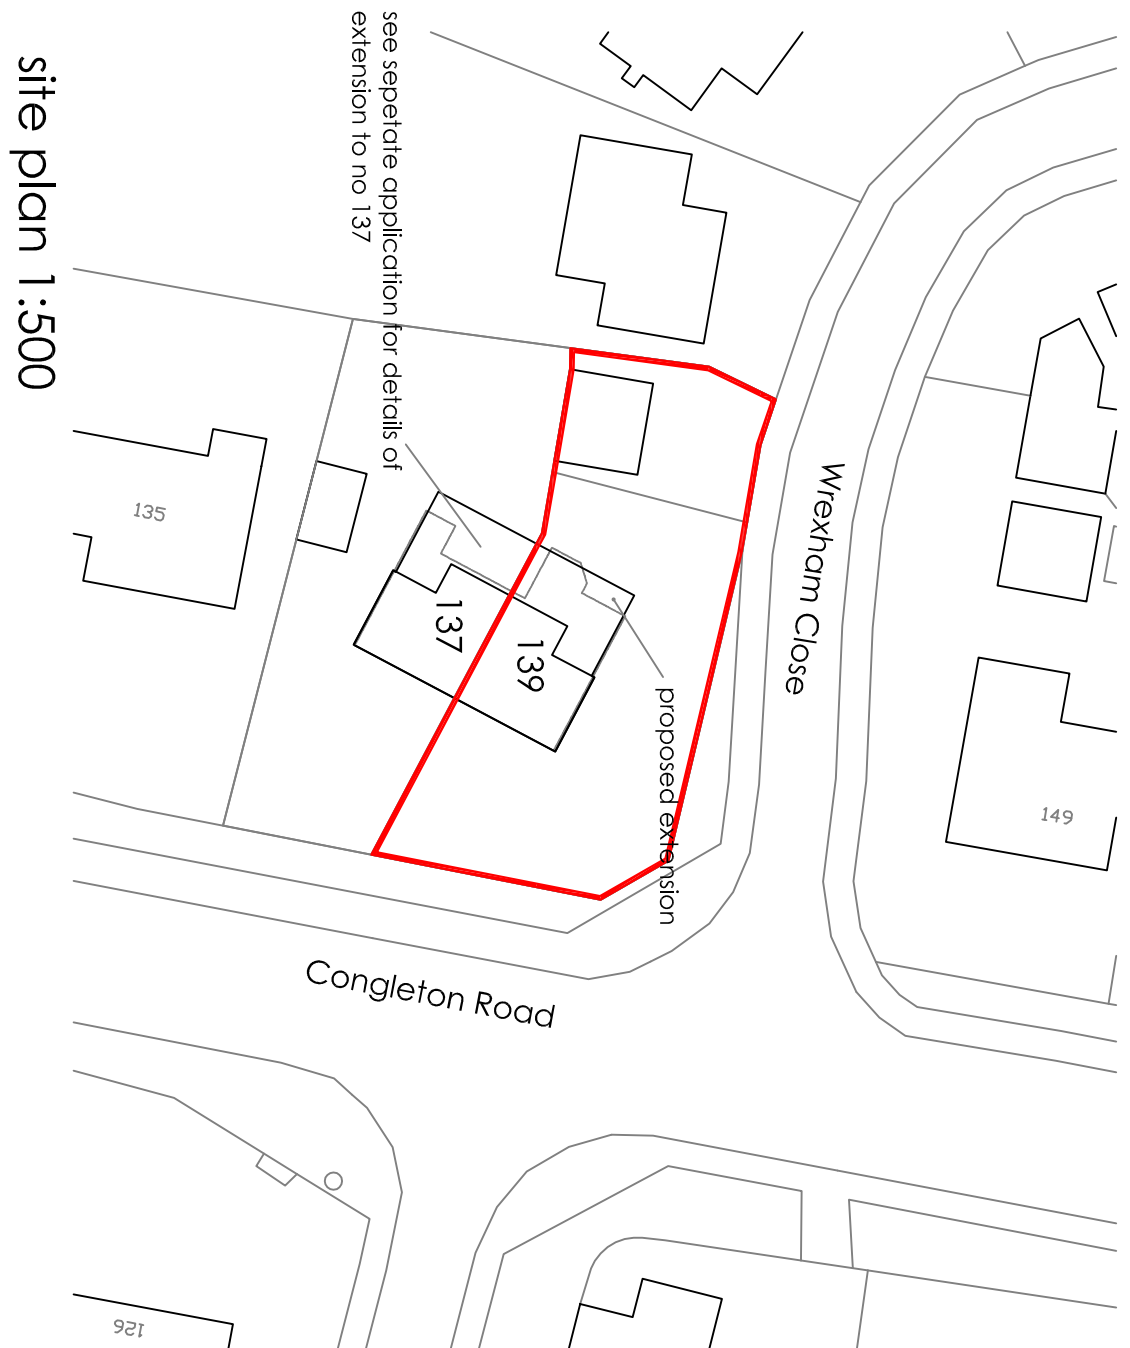 site plan 1:500
see sepetate application for details of
extension to no 137
135
137
139
Wrexham Close
proposed extension
149
Congleton Road
126